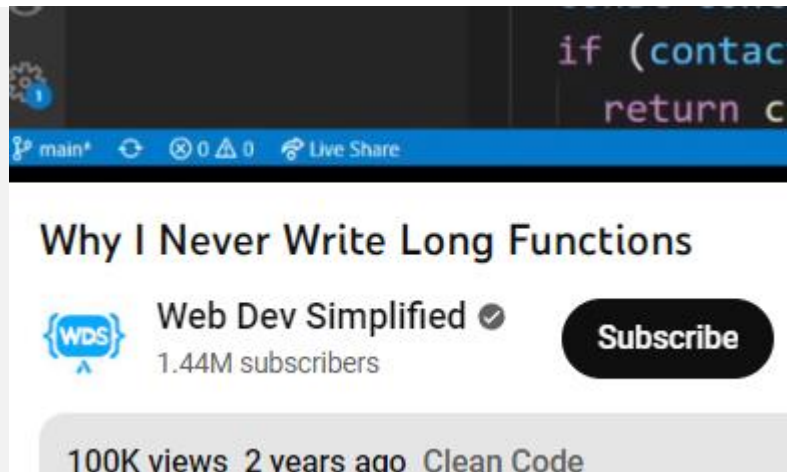 if (contac
return c
1
main* 0 0 Live Share
Why I Never Write Long Functions
WDS
Web Dev Simplified
Subscribe
1.44M subscribers
100K views 2 years ago Clean Code